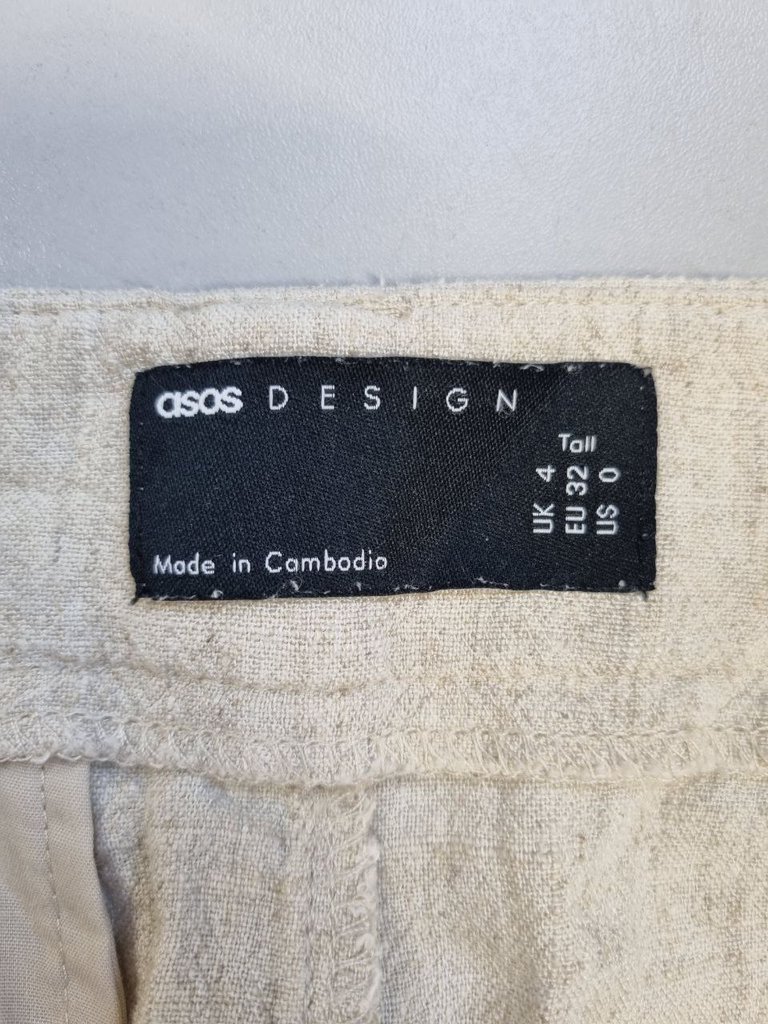 asos DESIGN
Tall
UK 4
EU 32
US 0
Made in Cambodia